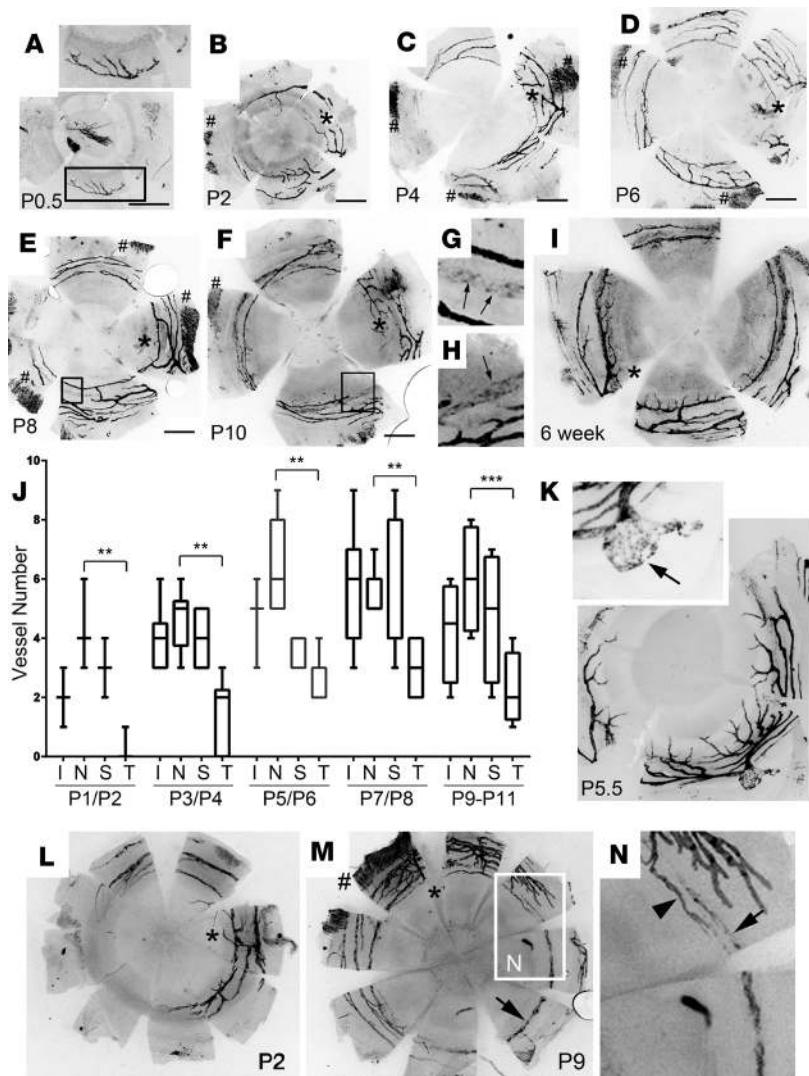 A
B
C
D
#
#
#
#
#
#
*
*
*
P0.5
P2
P4
P6
E
F
G
H
I
#
#
#
#
*
*
*
P8
P10
6 week
J
K
10
8
6
4
2
0
Vessel Number
**
**
**
**
***
I N S T
I N S T
I N S T
I N S T
I N S T
P1/P2
P3/P4
P5/P6
P7/P8
P9-P11
P5.5
L
M
N
#
*
*
N
P2
P9